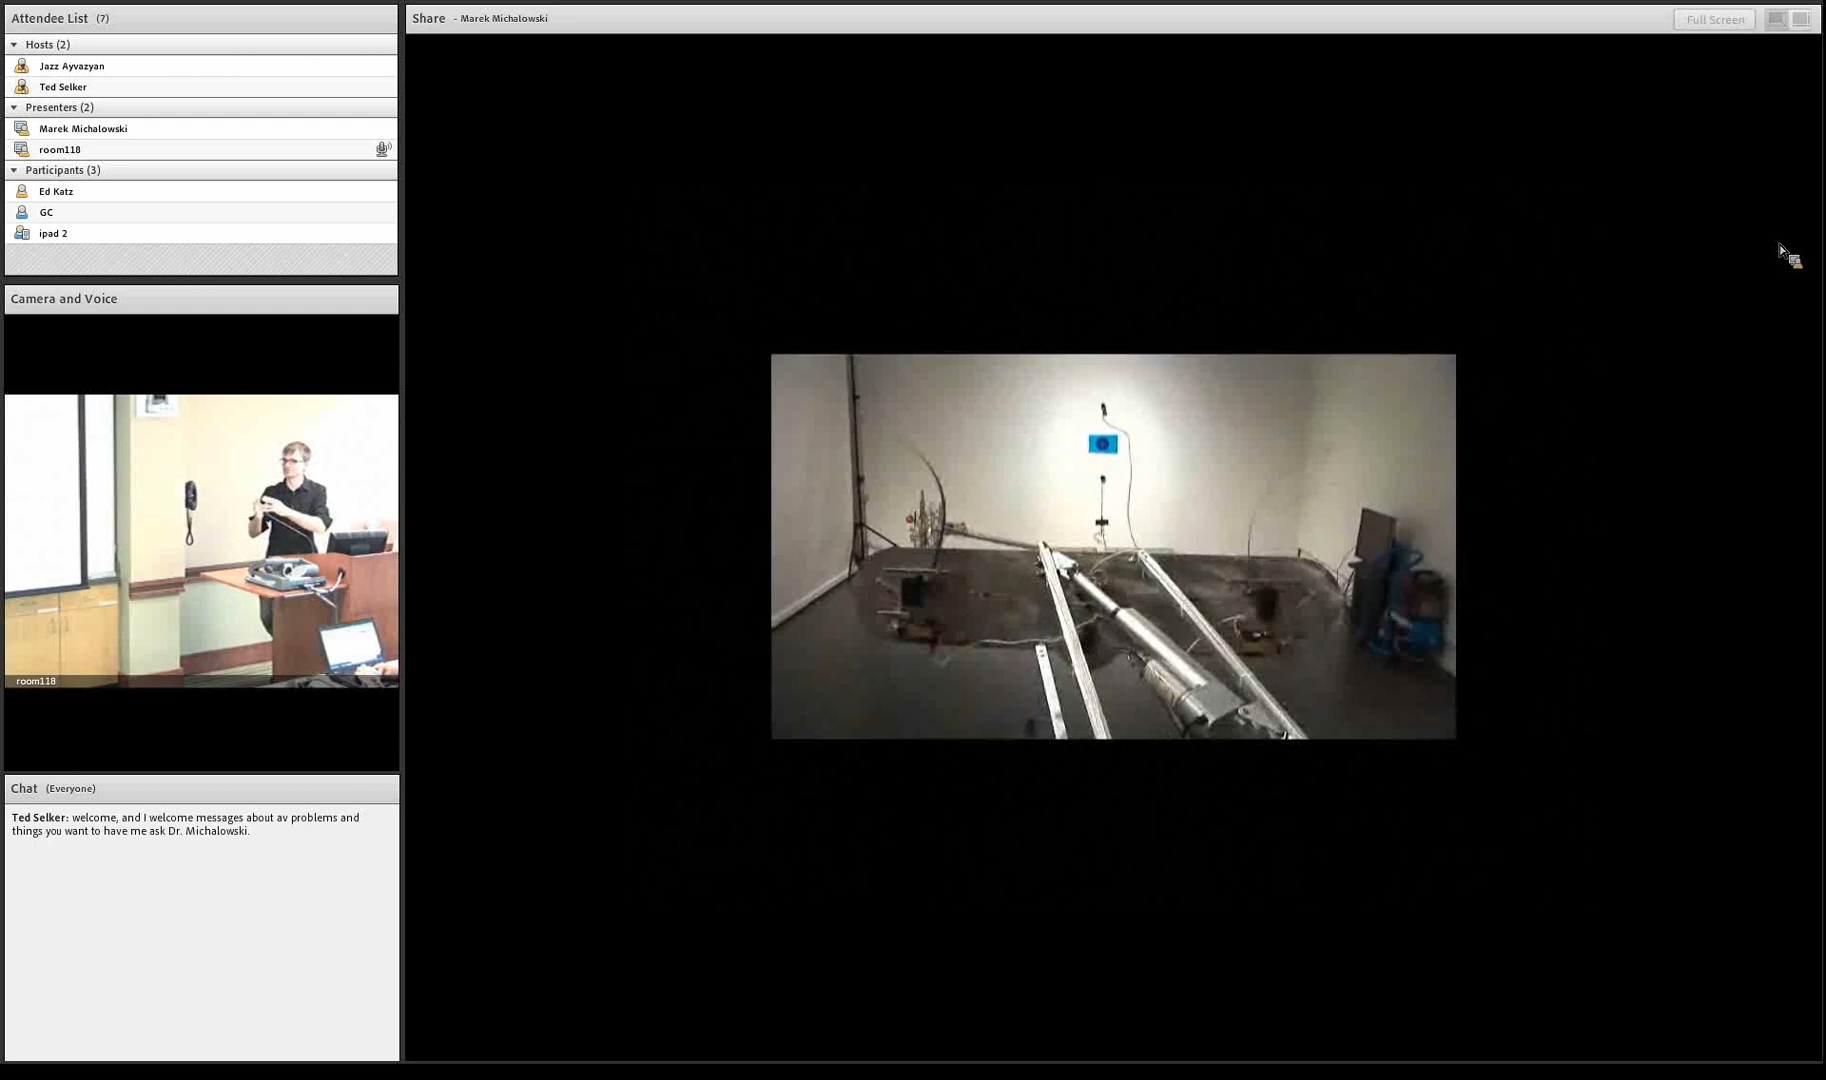 Attendee List (7)
Hosts (2)
Jazz Ayvazyan
Ted Selker
Presenters (2)
Marek Michalowski
room118
Participants (3)
Ed Katz
GC
ipad 2
Camera and Voice
room118
Chat (Everyone)
Ted Selker: welcome, and I welcome messages about av problems and
things you want to have me ask Dr. Michalowski.
Share - Marek Michalowski
Full Screen